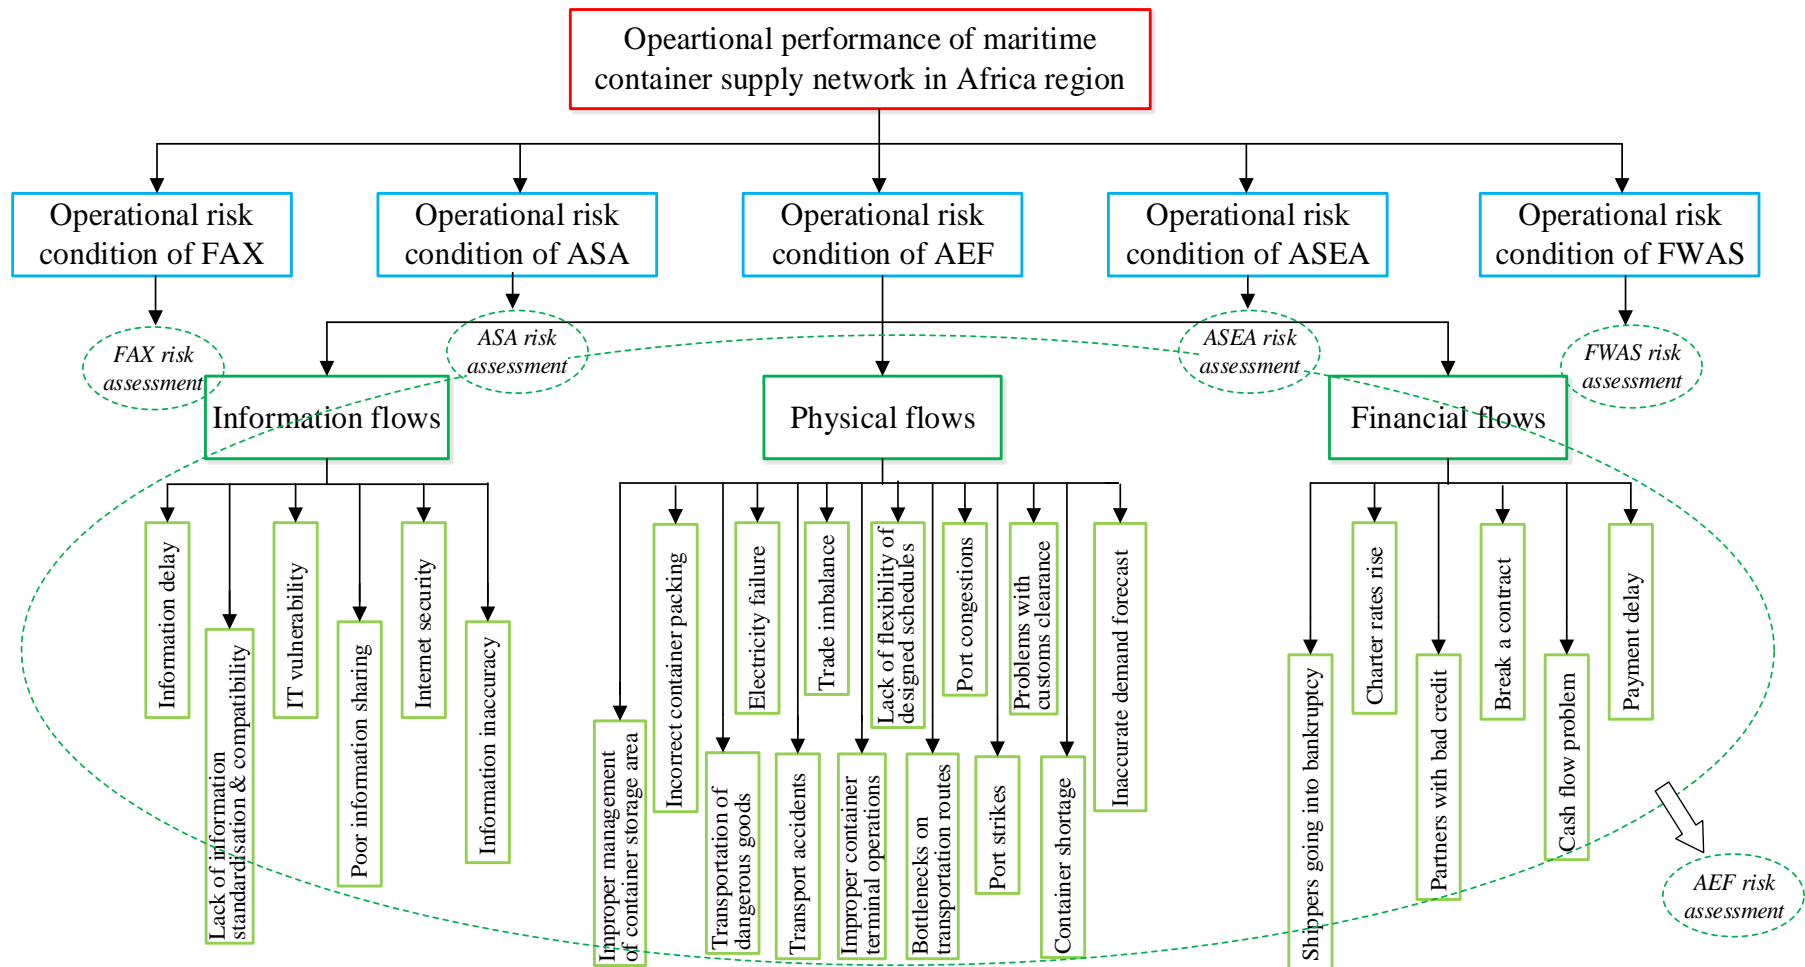 Opeartional performance of maritime
container supply network in Africa region
Operational risk
condition of FAX
Operational risk
condition of ASA
Operational risk
condition of AEF
Operational risk
condition of ASEA
Operational risk
condition of FWAS
FAX risk
assessment
ASA risk
assessment
ASEA risk
assessment
FWAS risk
assessment
Information flows
Physical flows
Financial flows
Information delay
Lack of information
standardisation & compatibility
IT vulnerability
Poor information sharing
Internet security
Information inaccuracy
Improper management
of container storage area
Incorrect container packing
Transportation of
dangerous goods
Electricity failure
Transport accidents
Trade imbalance
Improper container
terminal operations
Lack of flexibility of
designed schedules
Bottlenecks on
transportation routes
Port congestions
Port strikes
Problems with
customs clearance
Container shortage
Inaccurate demand forecast
Shippers going into bankruptcy
Charter rates rise
Partners with bad credit
Break a contract
Cash flow problem
Payment delay
AEF risk
assessment